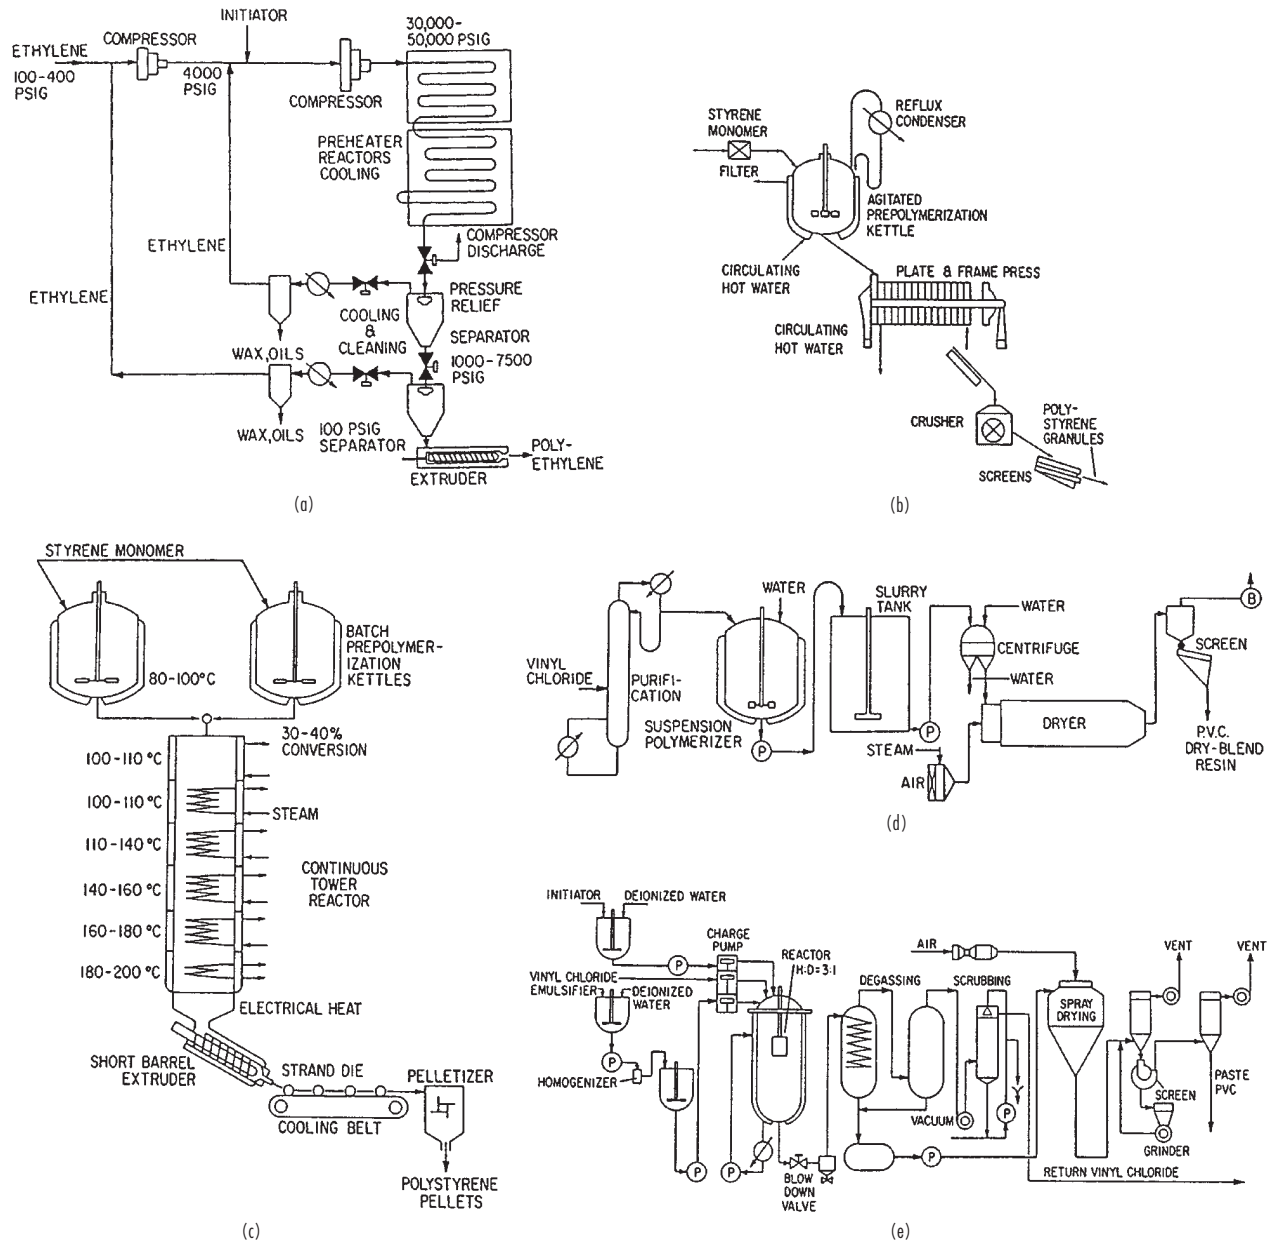 INITIATOR
ETHYLENE
100-400
PSIG
COMPRESSOR
4000
PSIG
COMPRESSOR
30,000-
50,000 PSIG
PREHEATER
REACTORS
COOLING
COMPRESSOR
DISCHARGE
ETHYLENE
ETHYLENE
PRESSURE
RELIEF
COOLING
&
CLEANING
SEPARATOR
1000-7500
PSIG
WAX,OILS
WAX,OILS
100 PSIG
SEPARATOR
EXTRUDER
POLY-
ETHYLENE
(a)
STYRENE
MONOMER
FILTER
REFLUX
CONDENSER
AGITATED
PREPOLYMERIZATION
KETTLE
CIRCULATING
HOT WATER
PLATE & FRAME PRESS
CIRCULATING
HOT WATER
CRUSHER
POLY-
STYRENE
GRANULES
SCREENS
(b)
STYRENE MONOMER
BATCH
PREPOLYMER-
IZATION
KETTLES
80-100°C
30-40%
CONVERSION
100-110°C
100-110°C
STEAM
110-140°C
140-160°C
CONTINUOUS
TOWER
REACTOR
160-180°C
180-200°C
ELECTRICAL HEAT
SHORT BARREL
EXTRUDER
STRAND DIE
PELLETIZER
COOLING BELT
POLYSTYRENE
PELLETS
(c)
VINYL
CHLORIDE
PURIFI-
CATION
WATER
SUSPENSION
POLYMERIZER
P
SLURRY
TANK
P
WATER
CENTRIFUGE
WATER
STEAM
AIR
DRYER
B
SCREEN
P.V.C.
DRY-BLEND
RESIN
(d)
INITIATOR
DEIONIZED WATER
P
CHARGE
PUMP
VINYL CHLORIDE
EMULSIFIER
DEIONIZED
WATER
P
HOMOGENIZER
P
REACTOR
H:D=3:1
P
BLOW
DOWN
VALVE
DEGASSING
VACUUM
P
SCRUBBING
P
AIR
SPRAY
DRYING
VENT
VENT
SCREEN
GRINDER
PASTE
PVC
RETURN VINYL CHLORIDE
(e)